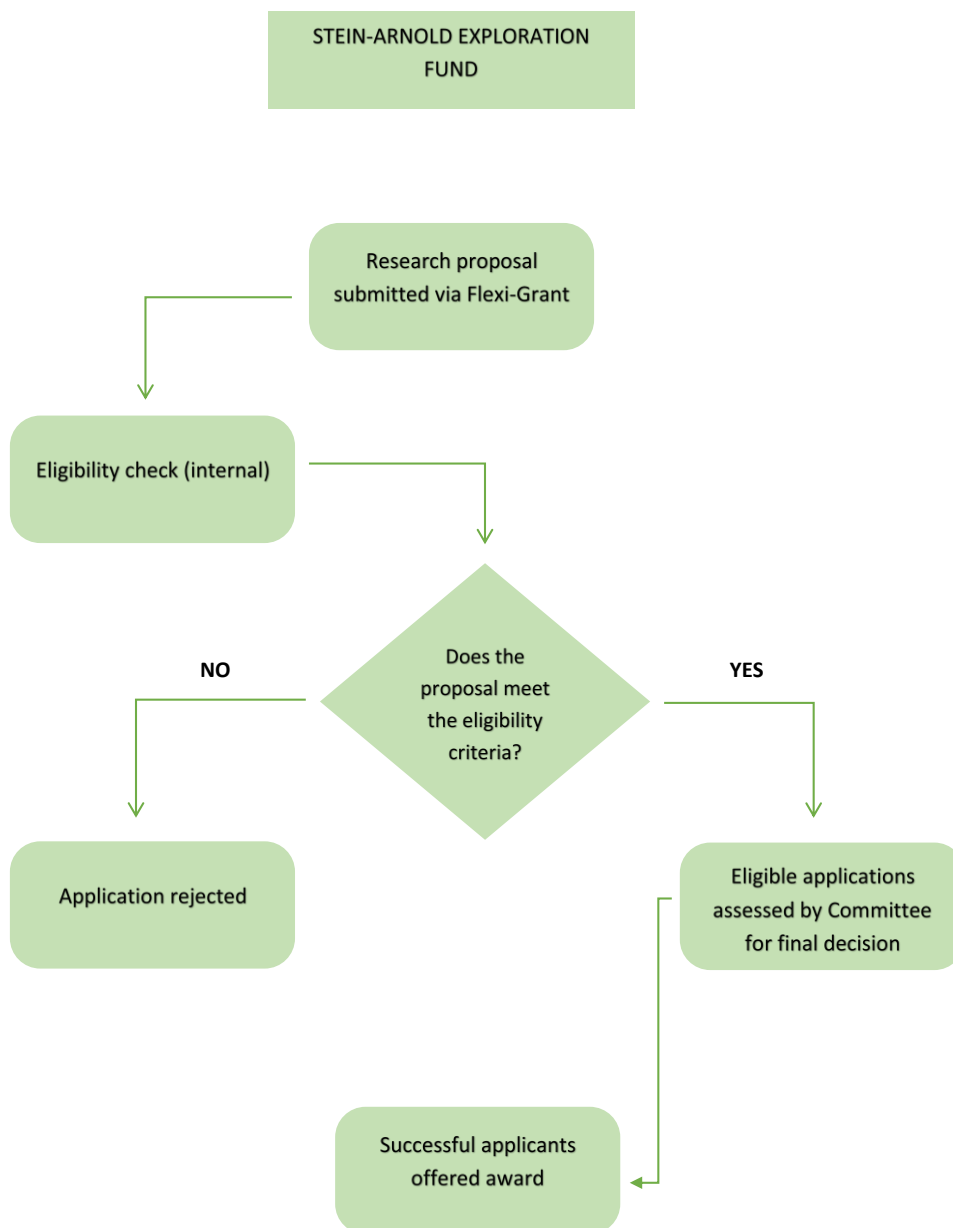 STEIN-ARNOLD EXPLORATION
FUND
Research proposal
submitted via Flexi-Grant
Eligibility check (internal)
Does the
proposal meet
the eligibility
criteria?
NO
YES
Application rejected
Eligible applications
assessed by Committee
for final decision
Successful applicants
offered award